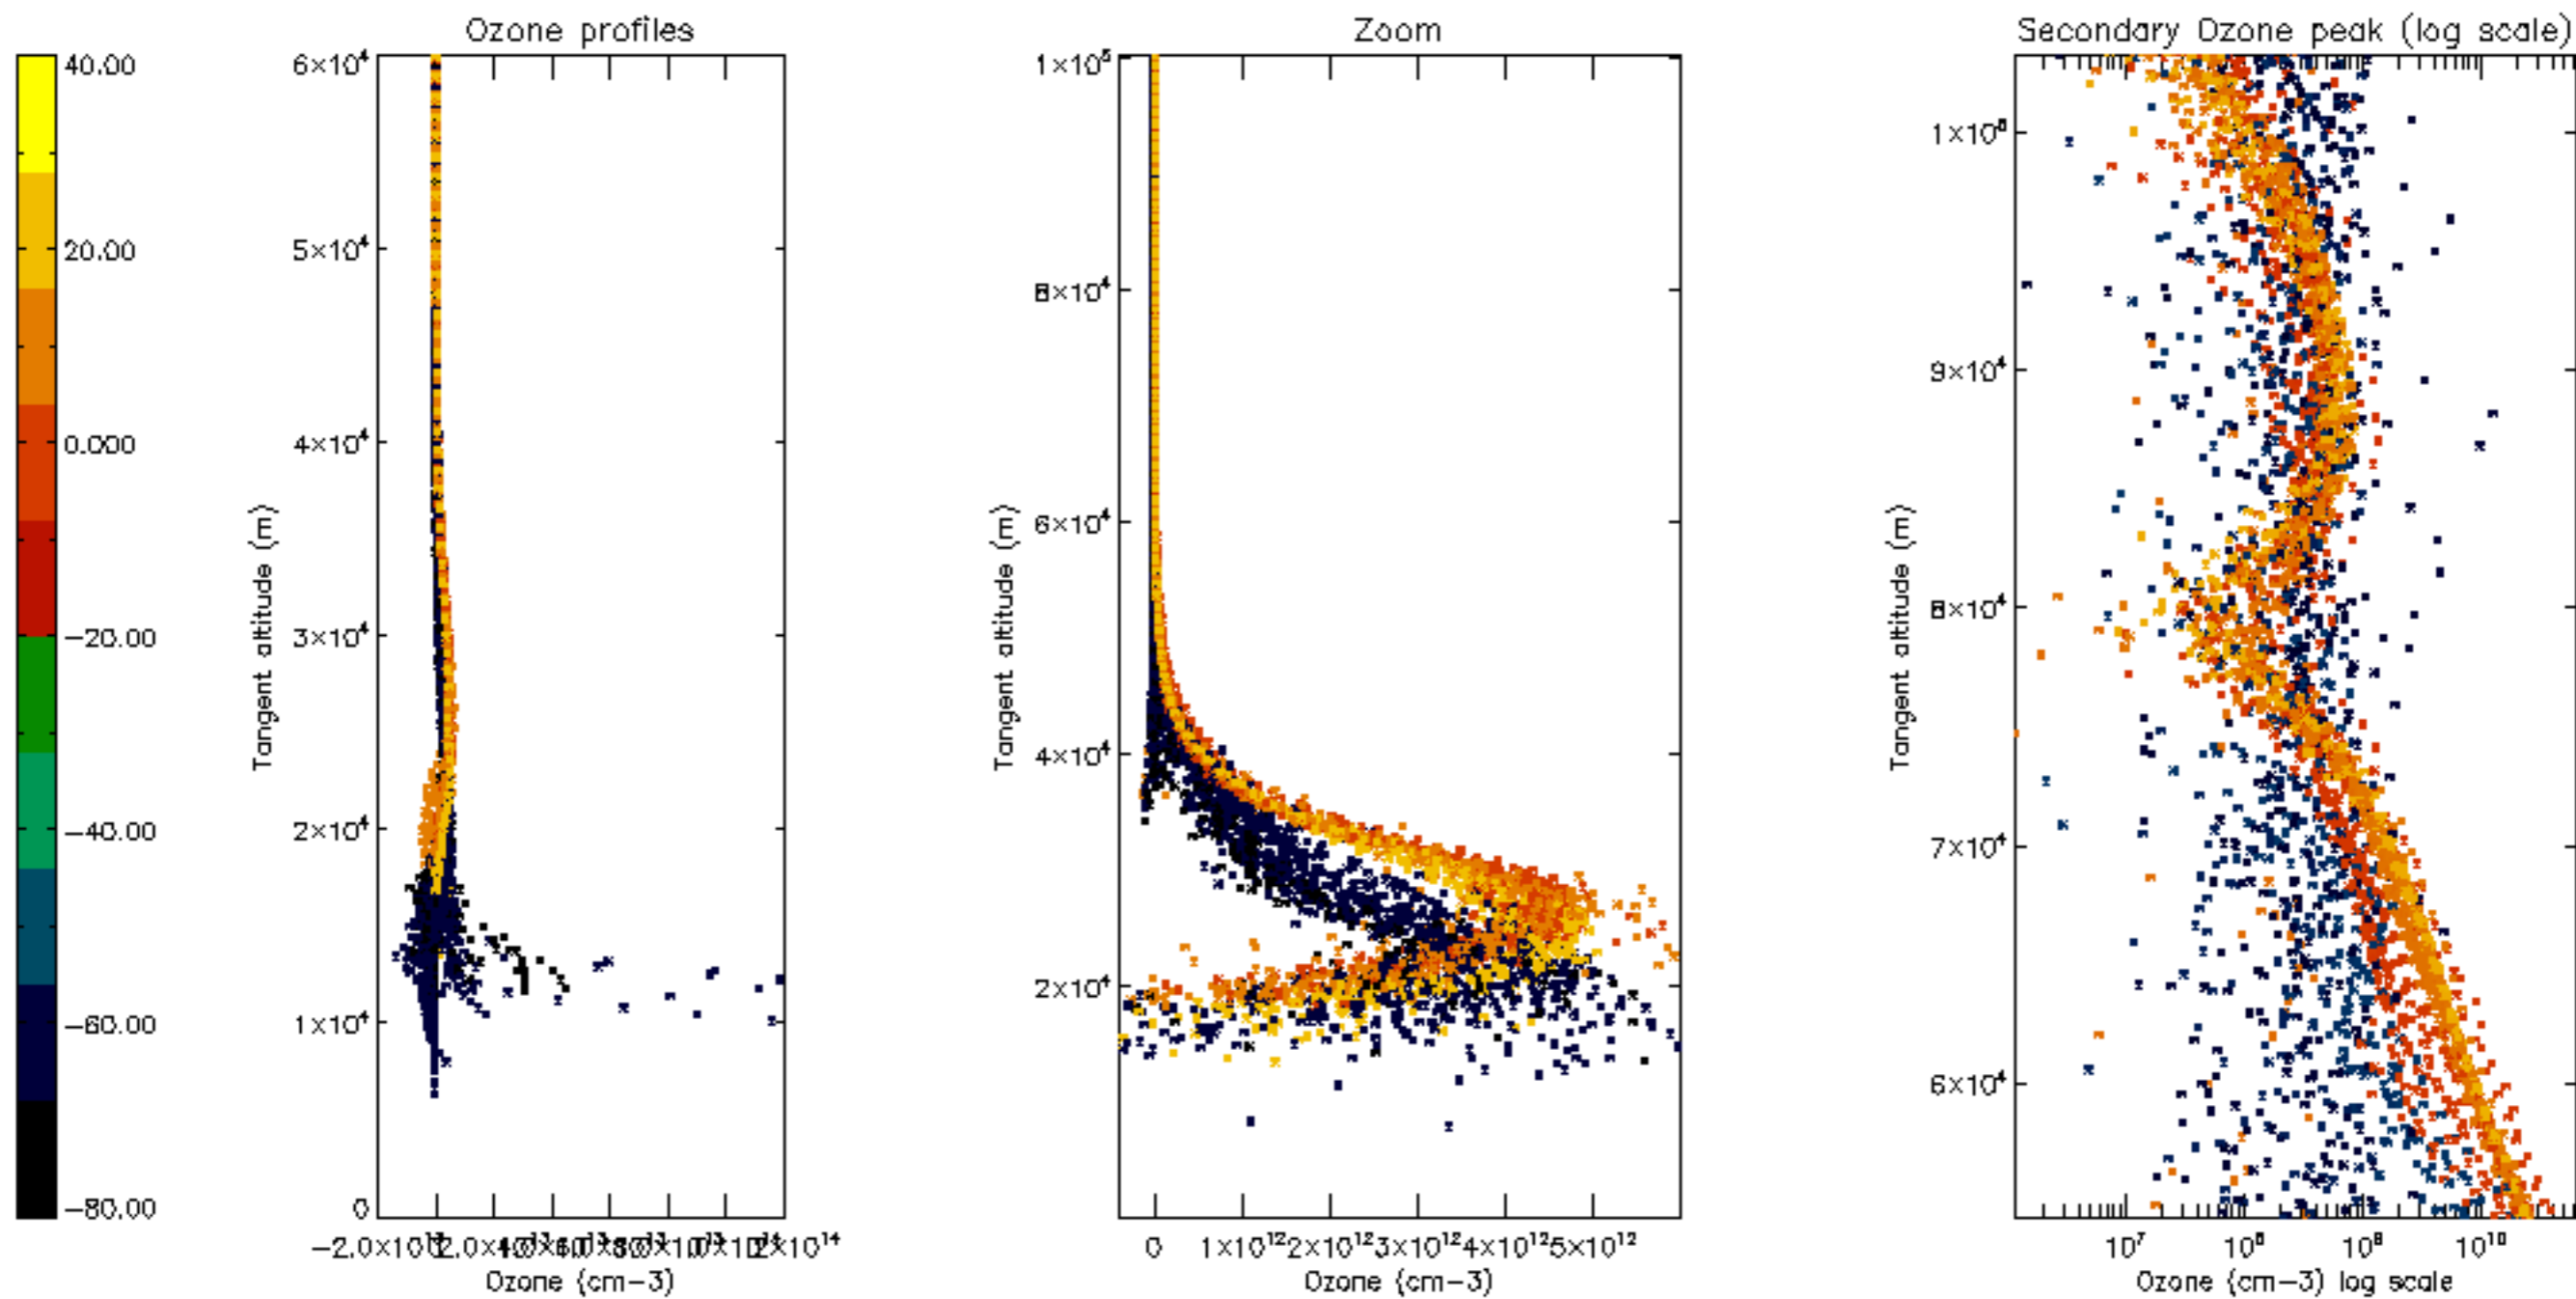 Ozone profiles
Zoom
Secondary Ozone peak (log scale)
40.00
20.00
0.000
−20.00
−40.00
−60.00
−80.00
6×10⁴
5×10⁴
4×10⁴
3×10⁴
2×10⁴
1×10⁴
0
Tangent altitude (m)
Ozone (cm−3)
1×10⁵
8×10⁴
6×10⁴
4×10⁴
2×10⁴
Tangent altitude (m)
0 1×10¹² 2×10¹² 3×10¹² 4×10¹² 5×10¹²
Ozone (cm−3)
1×10⁵
9×10⁴
8×10⁴
7×10⁴
6×10⁴
Tangent altitude (m)
10⁷ 10⁸ 10⁹ 10¹⁰
Ozone (cm−3) log scale